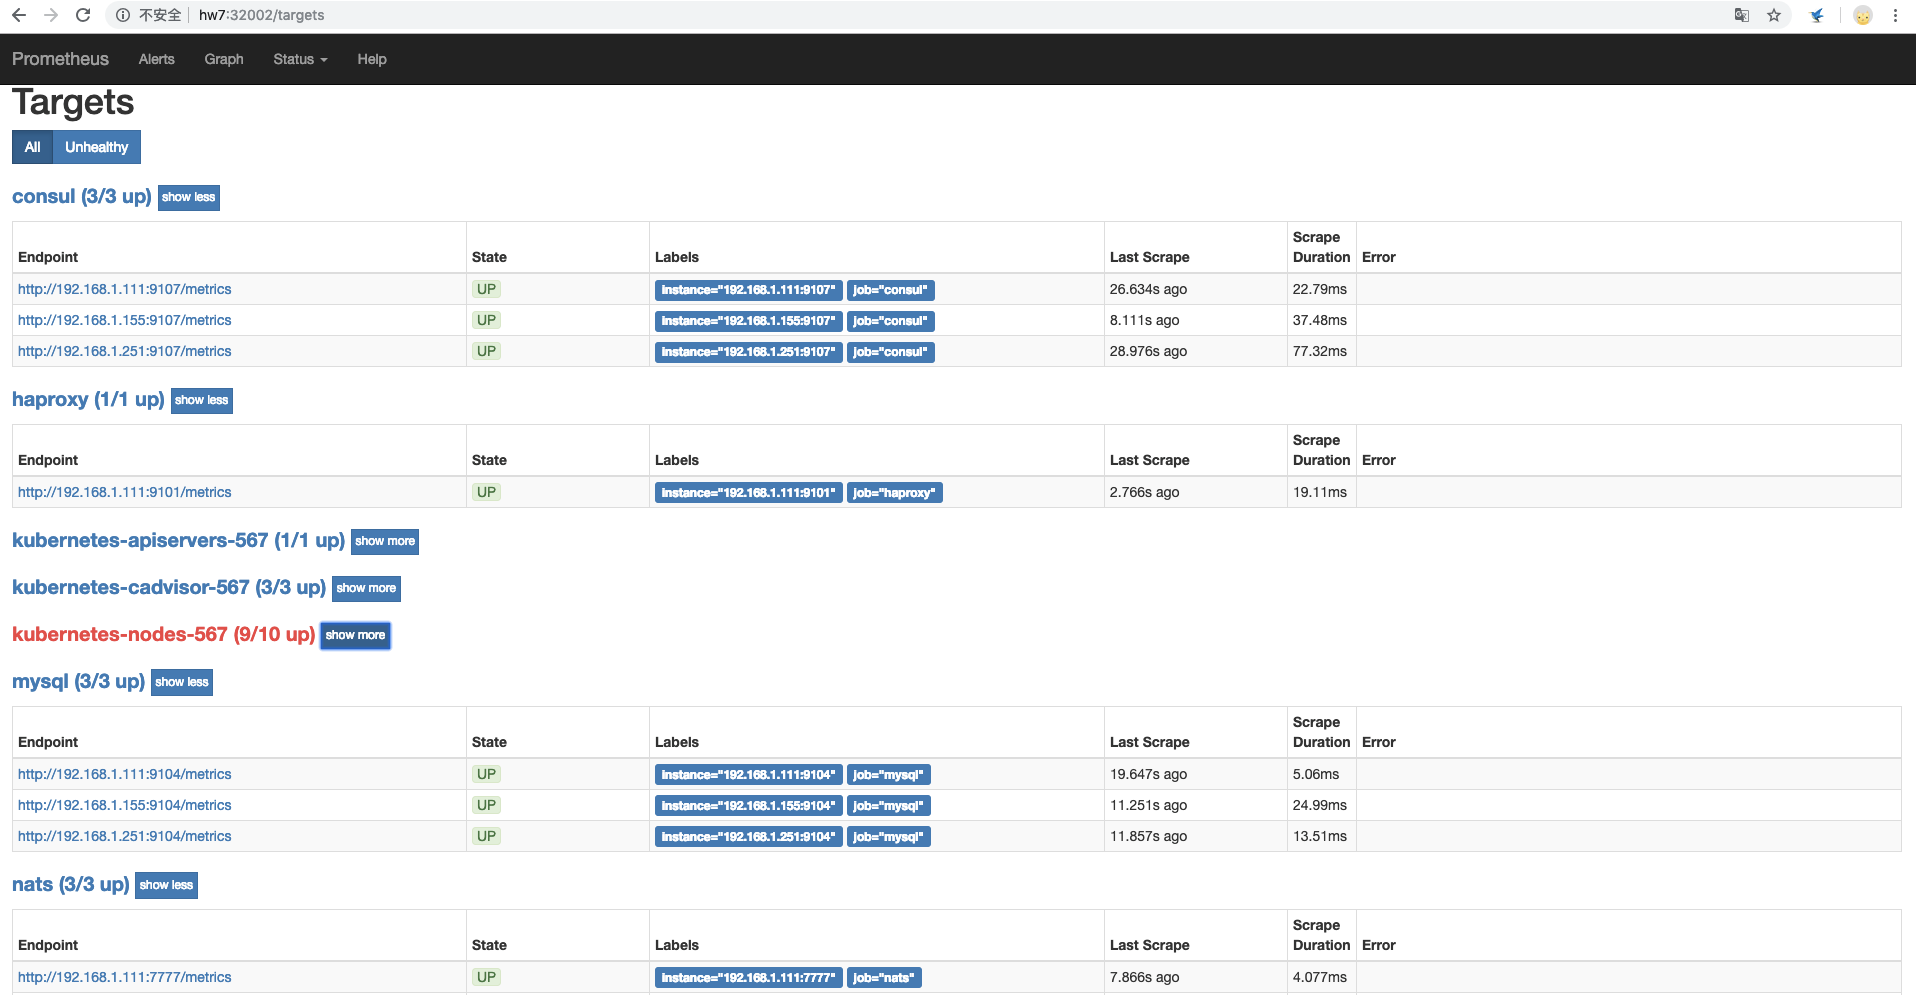 不安全 hw7:32002/targets
Prometheus Alerts Graph Status Help
Targets
All Unhealthy
consul (3/3 up) show less
Endpoint State Labels Last Scrape Scrape Duration Error
http://192.168.1.111:9107/metrics UP instance="192.168.1.111:9107" job="consul" 26.634s ago 22.79ms
http://192.168.1.155:9107/metrics UP instance="192.168.1.155:9107" job="consul" 8.111s ago 37.48ms
http://192.168.1.251:9107/metrics UP instance="192.168.1.251:9107" job="consul" 28.976s ago 77.32ms
haproxy (1/1 up) show less
Endpoint State Labels Last Scrape Scrape Duration Error
http://192.168.1.111:9101/metrics UP instance="192.168.1.111:9101" job="haproxy" 2.766s ago 19.11ms
kubernetes-apiservers-567 (1/1 up) show more
kubernetes-cadvisor-567 (3/3 up) show more
kubernetes-nodes-567 (9/10 up) show more
mysql (3/3 up) show less
Endpoint State Labels Last Scrape Scrape Duration Error
http://192.168.1.111:9104/metrics UP instance="192.168.1.111:9104" job="mysql" 19.647s ago 5.06ms
http://192.168.1.155:9104/metrics UP instance="192.168.1.155:9104" job="mysql" 11.251s ago 24.99ms
http://192.168.1.251:9104/metrics UP instance="192.168.1.251:9104" job="mysql" 11.857s ago 13.51ms
nats (3/3 up) show less
Endpoint State Labels Last Scrape Scrape Duration Error
http://192.168.1.111:7777/metrics UP instance="192.168.1.111:7777" job="nats" 7.866s ago 4.077ms